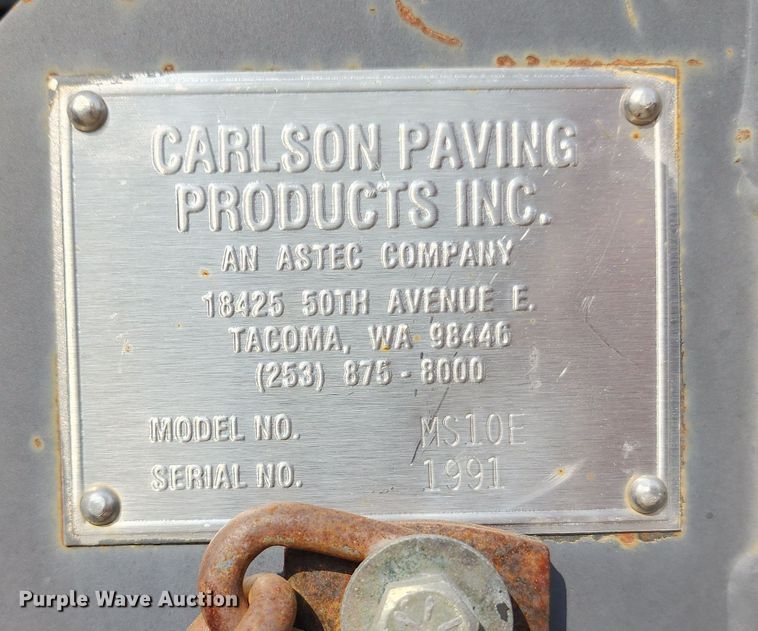 CARLSON PAVING
PRODUCTS INC.
AN ASTEC COMPANY
18425 50TH AVENUE E.
TACOMA, WA 98446
(253) 875-8000
MODEL NO. MS10E
SERIAL NO. 1991
Purple Wave Auction